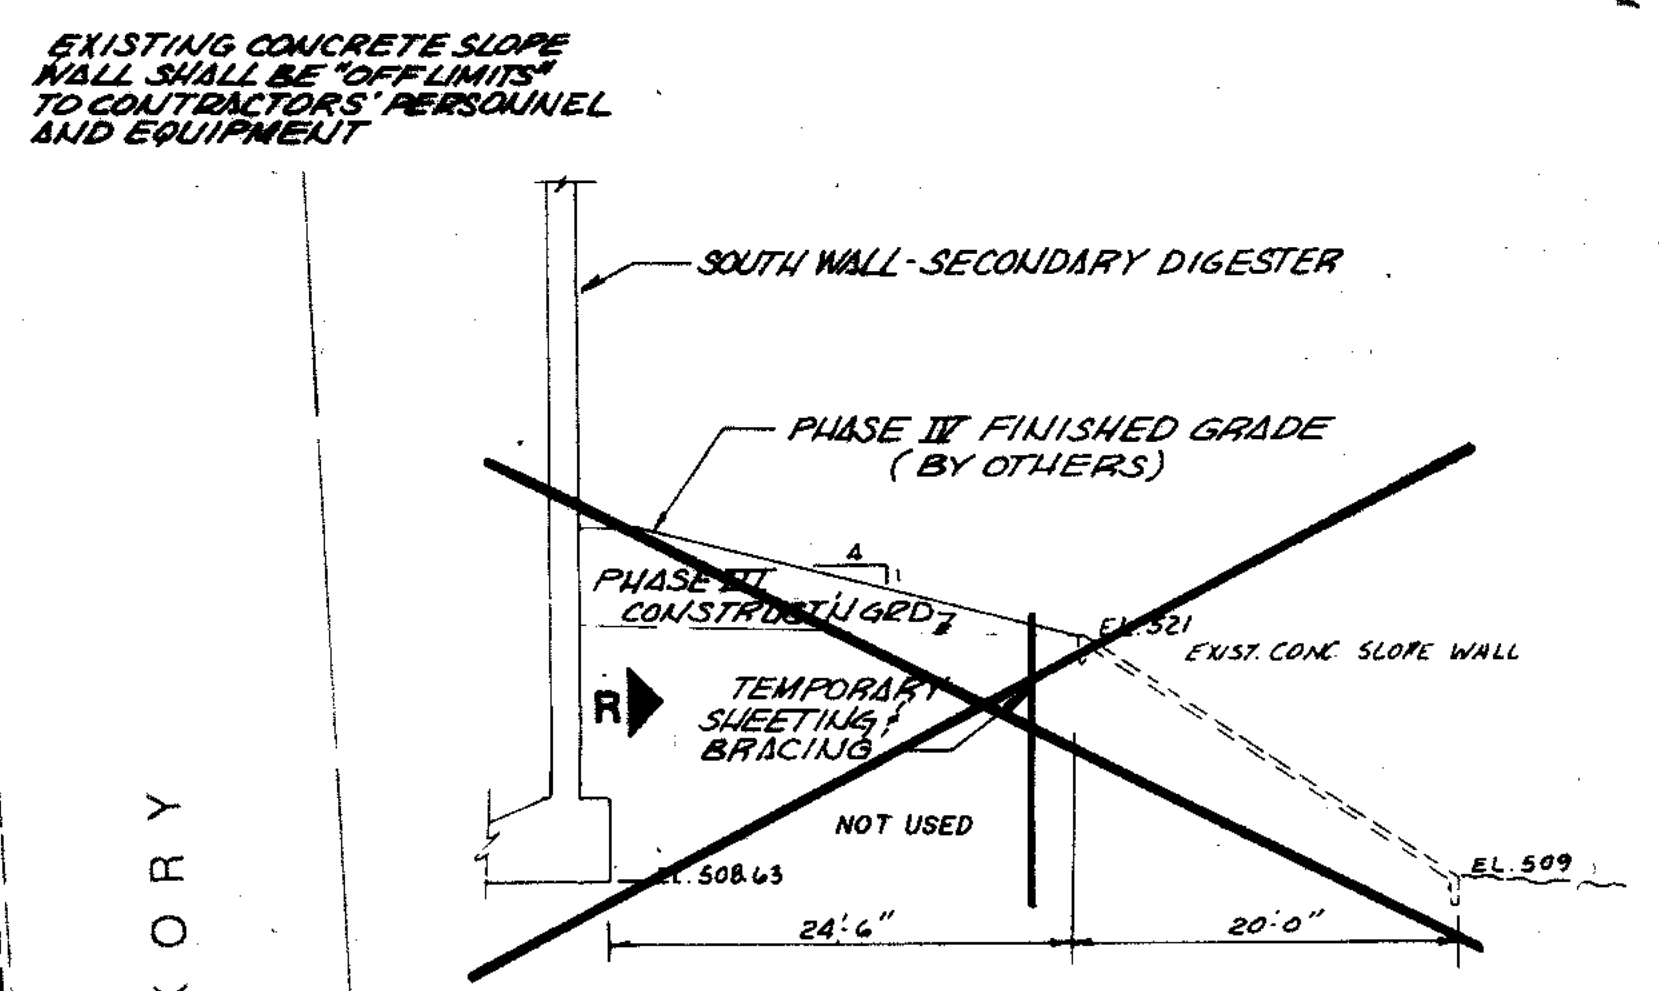 EXISTING CONCRETE SLOPE
WALL SHALL BE "OFF LIMITS"
TO CONTRACTORS' PERSONNEL
AND EQUIPMENT
SOUTH WALL-SECONDARY DIGESTER
PHASE IV FINISHED GRADE
(BY OTHERS)
4
1
PHASE III
CONSTRUCT'N GRD
EL. 521
EXIST. CONC. SLOPE WALL
R
TEMPORARY
SHEETING &
BRACING
NOT USED
EL. 508.63
EL. 509
24'-6"
20'-0"
KORY